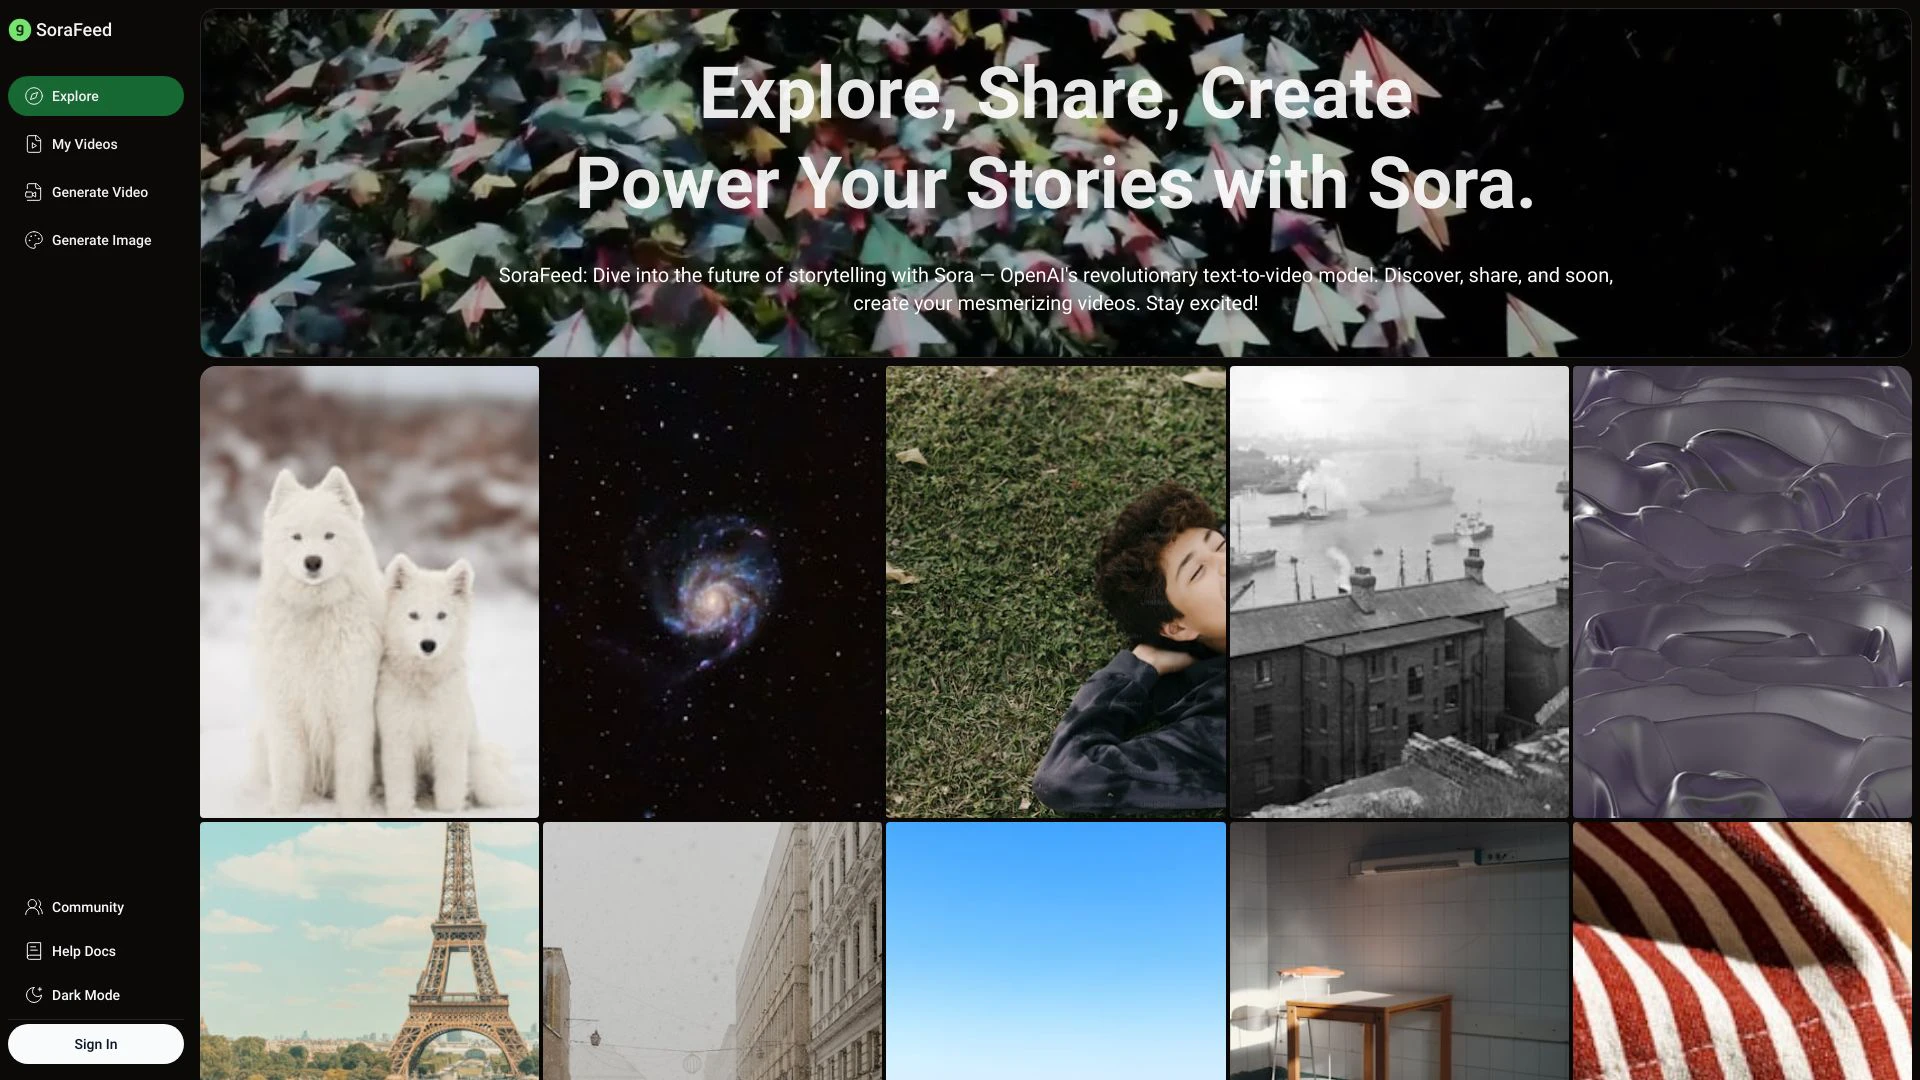 9 SoraFeed
Explore
My Videos
Generate Video
Generate Image
Explore, Share, Create
Power Your Stories with Sora.
SoraFeed: Dive into the future of storytelling with Sora — OpenAI's revolutionary text-to-video model. Discover, share, and soon,
create your mesmerizing videos. Stay excited!
Community
Help Docs
Dark Mode
Sign In